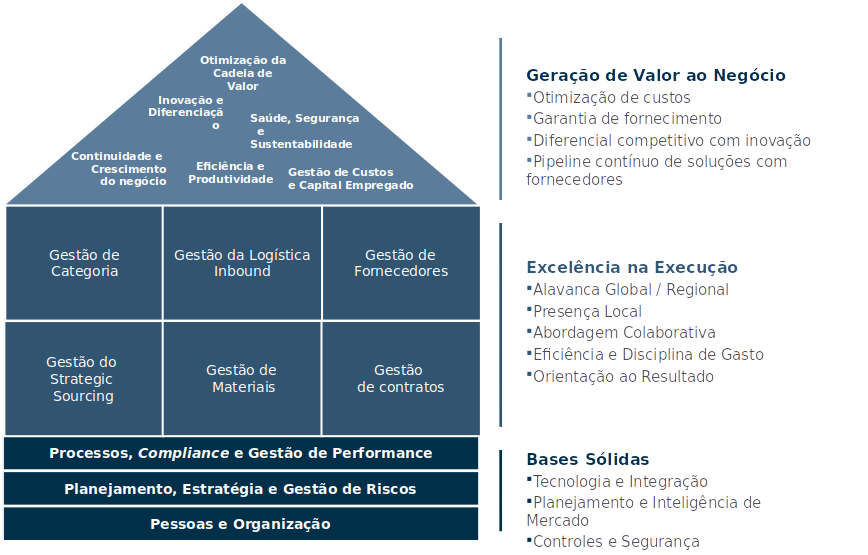 Otimização da
Cadeia de
Valor
Inovação e
Diferenciaçã
o
Saúde, Segurança
e
Sustentabilidade
Continuidade e
Crescimento
do negócio
Eficiência e
Produtividade
Gestão de Custos
e Capital Empregado
Gestão de
Categoria
Gestão da Logística
Inbound
Gestão de
Fornecedores
Gestão do
Strategic
Sourcing
Gestão de
Materiais
Gestão
de contratos
Processos, Compliance e Gestão de Performance
Planejamento, Estratégia e Gestão de Riscos
Pessoas e Organização
Geração de Valor ao Negócio
▪Otimização de custos
▪Garantia de fornecimento
▪Diferencial competitivo com inovação
▪Pipeline contínuo de soluções com
fornecedores
Excelência na Execução
▪Alavanca Global / Regional
▪Presença Local
▪Abordagem Colaborativa
▪Eficiência e Disciplina de Gasto
▪Orientação ao Resultado
Bases Sólidas
▪Tecnologia e Integração
▪Planejamento e Inteligência de
Mercado
▪Controles e Segurança